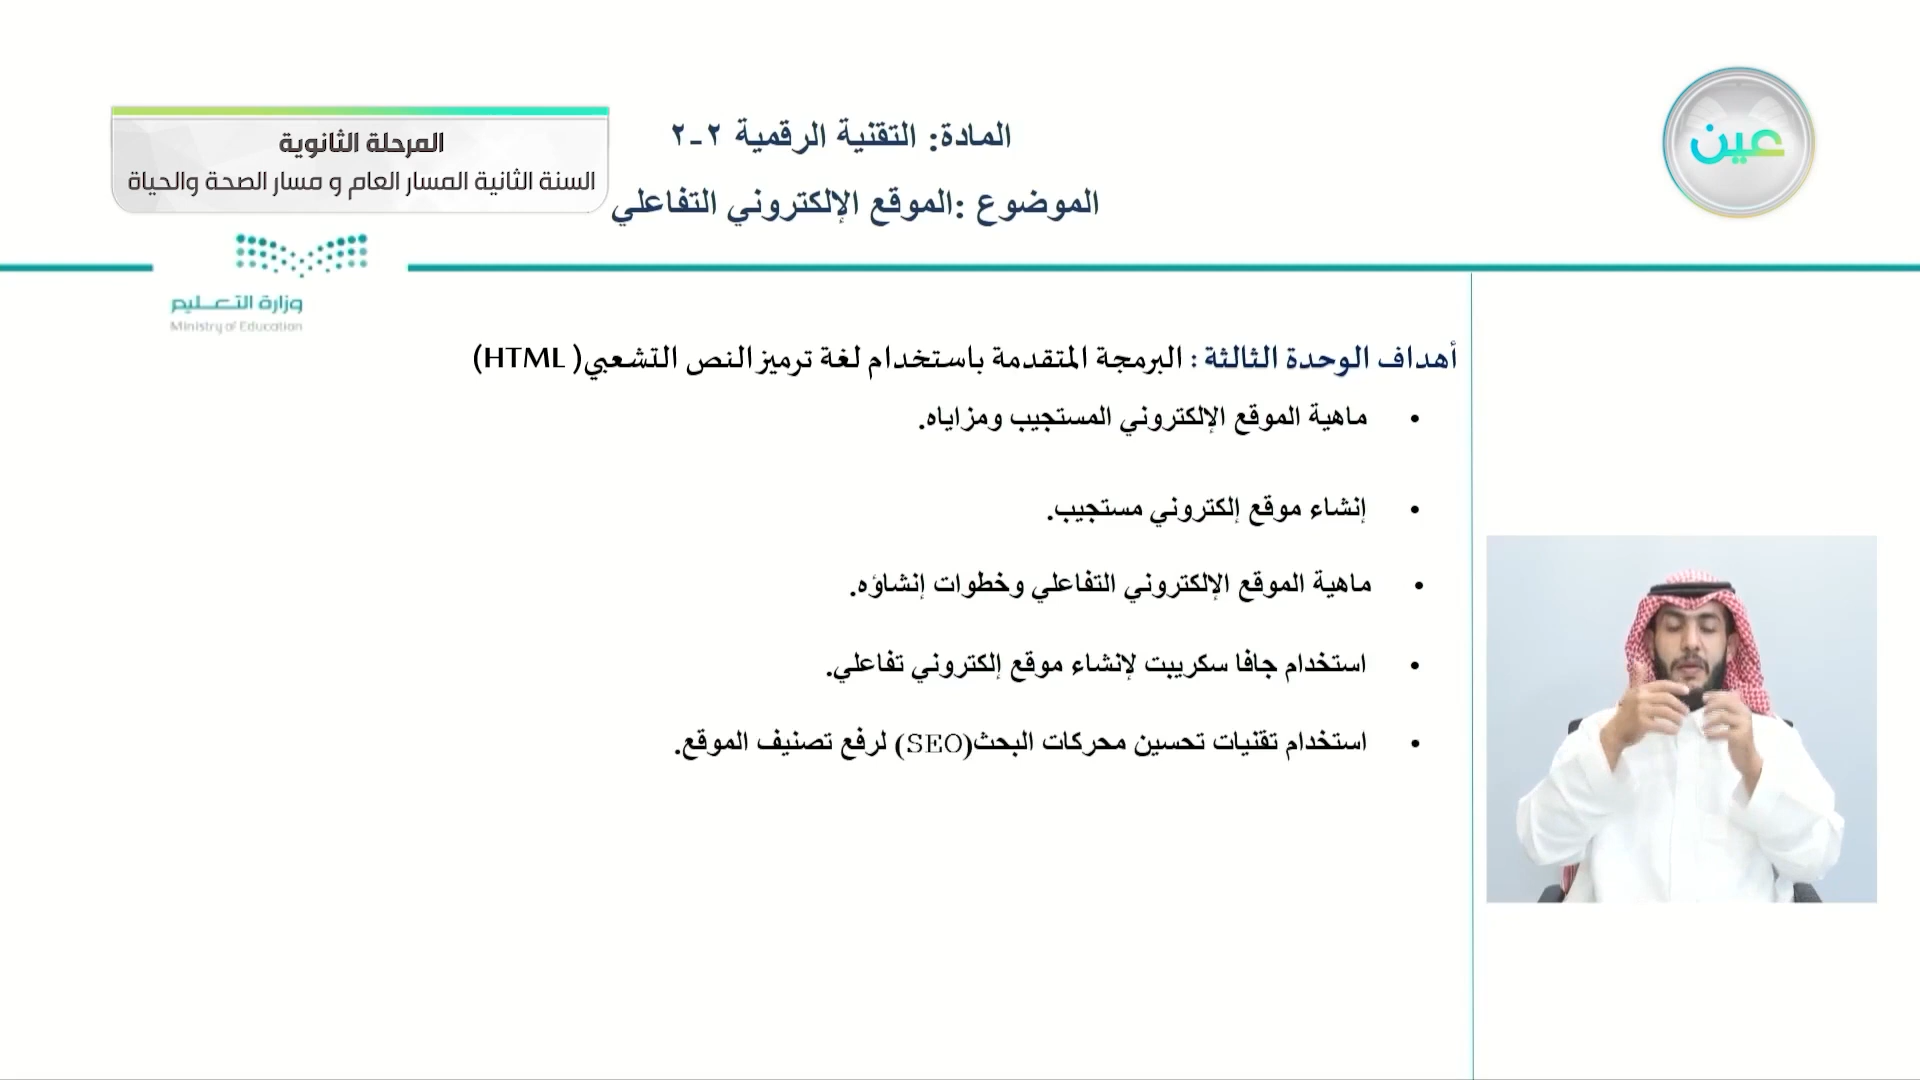 عين
المادة: التقنية الرقمية ٢-٢
الموضوع :الموقع الإلكتروني التفاعلي
المرحلة الثانوية
السنة الثانية المسار العام و مسار الصحة والحياة
وزارة التعليم
Ministry of Education
أهداف الوحدة الثالثة : البرمجة المتقدمة باستخدام لغة ترميز النص التشعبي( HTML)
• ماهية الموقع الإلكتروني المستجيب ومزاياه.
• إنشاء موقع إلكتروني مستجيب.
• ماهية الموقع الإلكتروني التفاعلي وخطوات إنشاؤه.
• استخدام جافا سكريبت لإنشاء موقع إلكتروني تفاعلي.
• استخدام تقنيات تحسين محركات البحث(SEO) لرفع تصنيف الموقع.